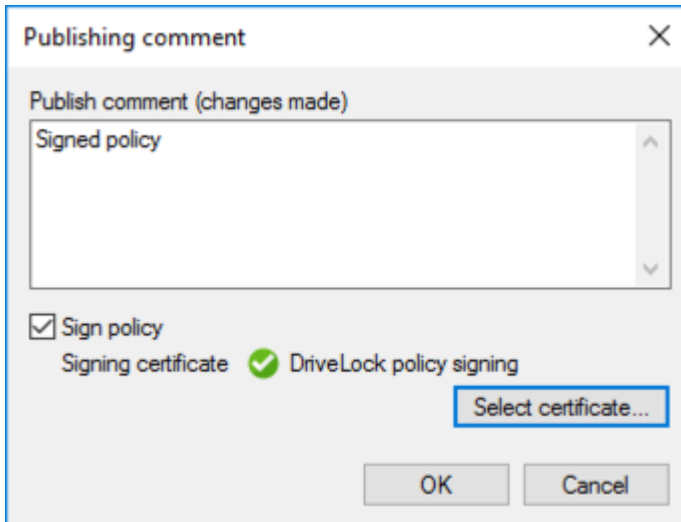 Publishing comment
Publish comment (changes made)
Signed policy
Sign policy
Signing certificate DriveLock policy signing
Select certificate...
OK Cancel